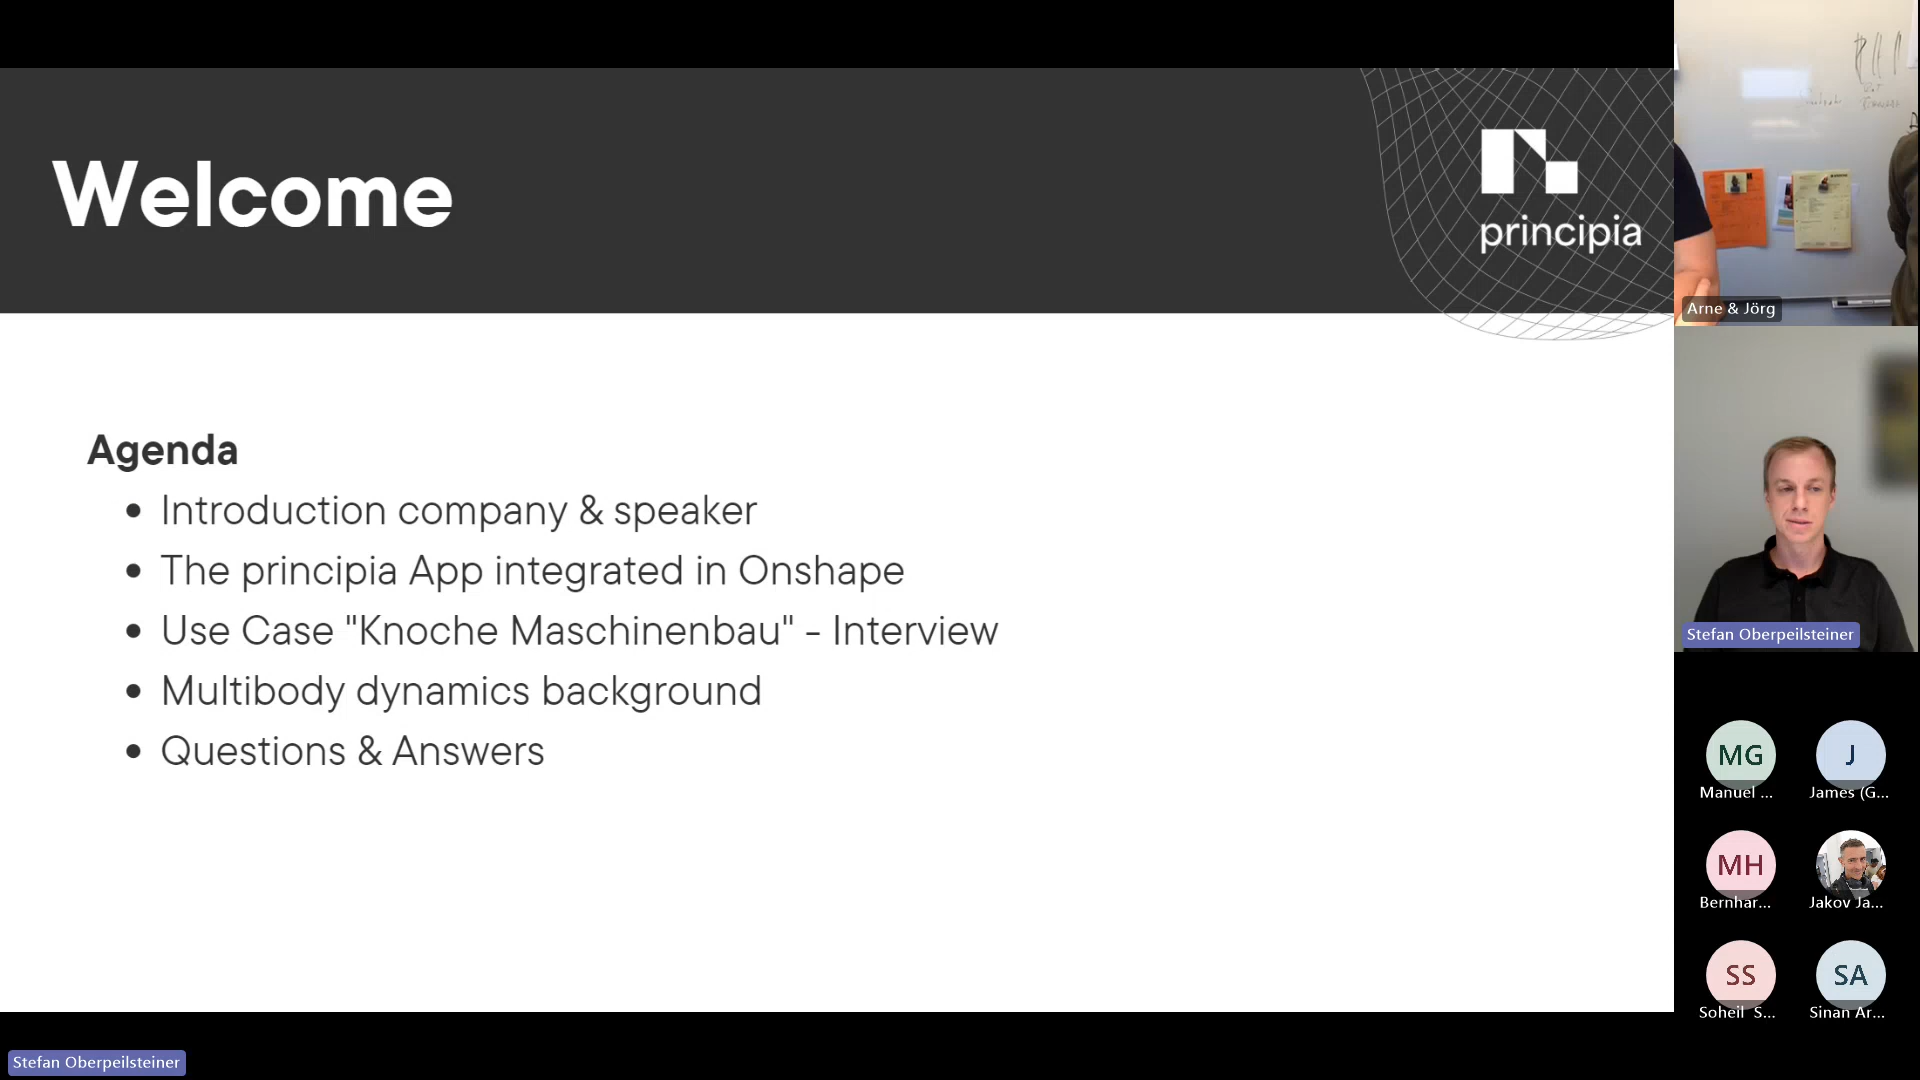 Welcome
principia
Agenda
• Introduction company & speaker
• The principia App integrated in Onshape
• Use Case "Knoche Maschinenbau" - Interview
• Multibody dynamics background
• Questions & Answers
Arne & Jörg
Stefan Oberpeilsteiner
MG
Manuel ...
J
James (G...
MH
Bernhar...
Jakov Ja...
SS
Soheil S...
SA
Sinan Ar...
Stefan Oberpeilsteiner